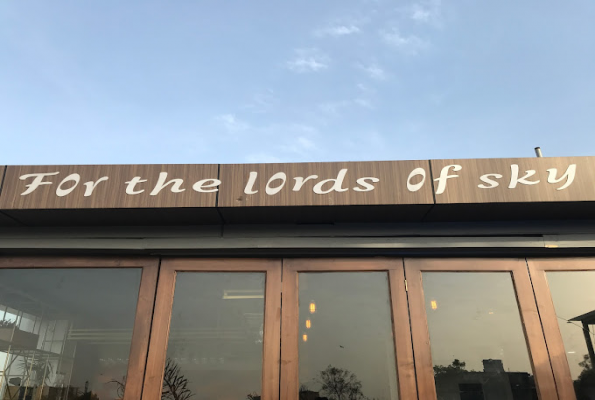 For the lords of sky